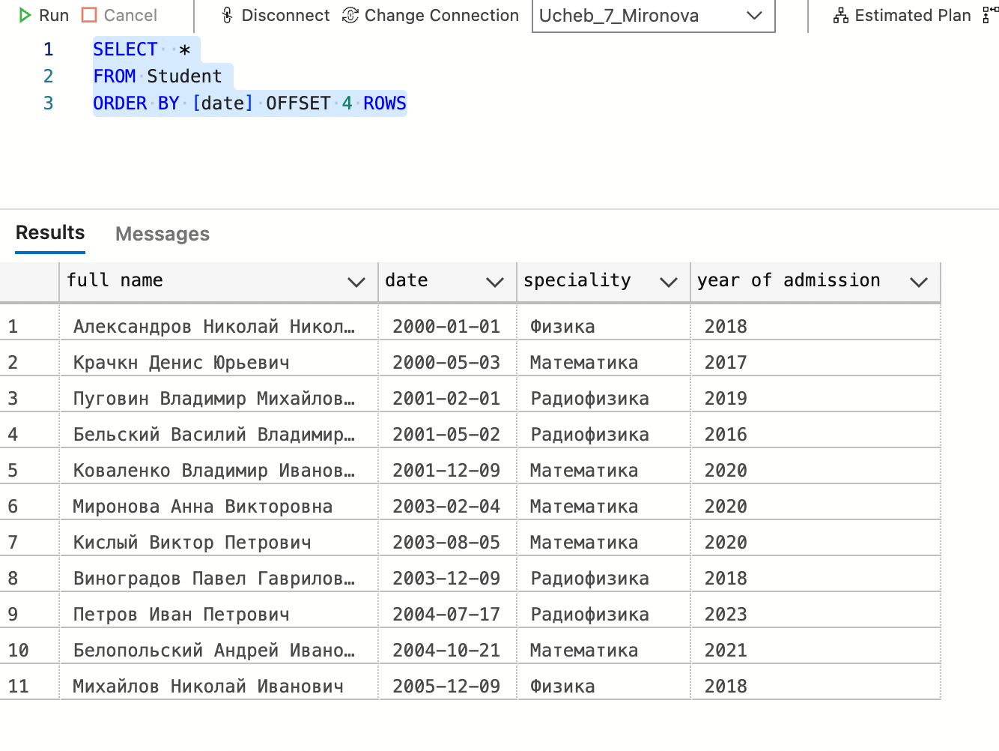 Run Cancel Disconnect Change Connection Ucheb_7_Mironova Estimated Plan
1 SELECT *
2 FROM Student
3 ORDER BY [date] OFFSET 4 ROWS
Results Messages
full name date speciality year of admission
1 Александров Николай Никол… 2000-01-01 Физика 2018
2 Крачкн Денис Юрьевич 2000-05-03 Математика 2017
3 Пуговин Владимир Михайлов… 2001-02-01 Радиофизика 2019
4 Бельский Василий Владимир… 2001-05-02 Радиофизика 2016
5 Коваленко Владимир Иванов… 2001-12-09 Математика 2020
6 Миронова Анна Викторовна 2003-02-04 Математика 2020
7 Кислый Виктор Петрович 2003-08-05 Математика 2020
8 Виноградов Павел Гаврилов… 2003-12-09 Радиофизика 2018
9 Петров Иван Петрович 2004-07-17 Радиофизика 2023
10 Белопольский Андрей Ивано… 2004-10-21 Математика 2021
11 Михайлов Николай Иванович 2005-12-09 Физика 2018